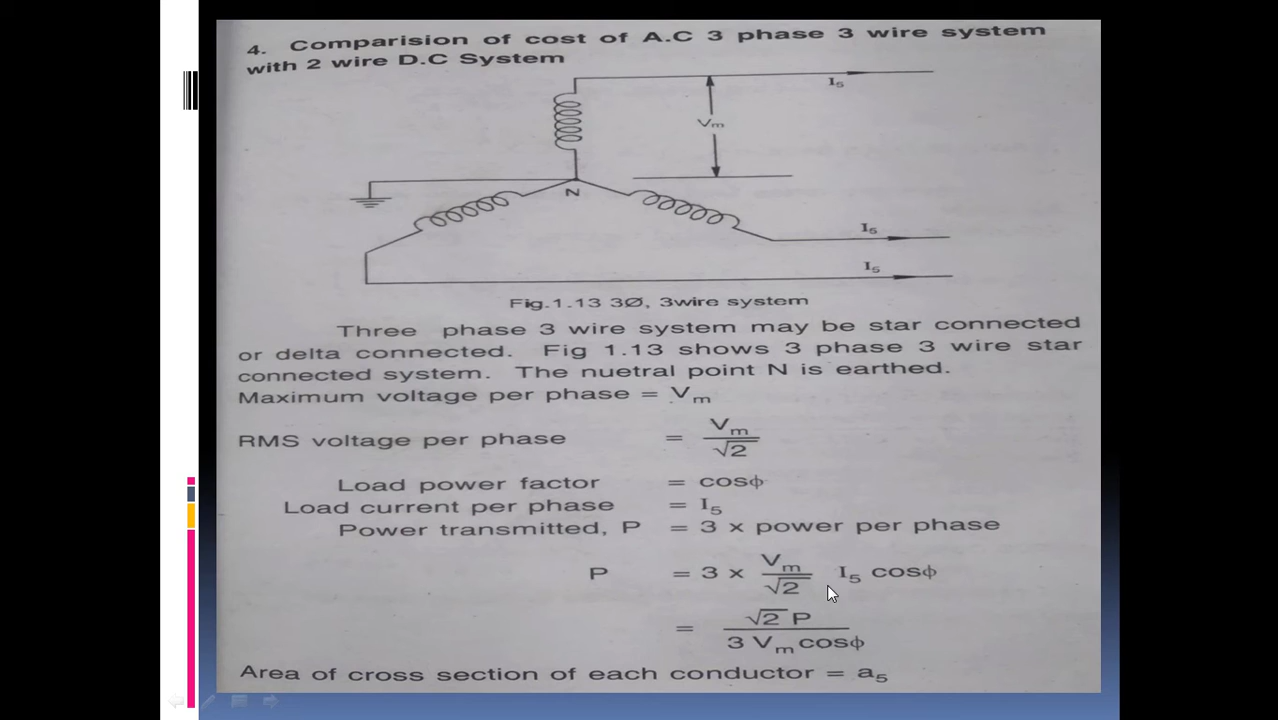 4. Comparision of cost of A.C 3 phase 3 wire system
with 2 wire D.C System
I₅
Vm
N
I₅
I₅
Fig.1.13 3Ø, 3wire system
Three phase 3 wire system may be star connected
or delta connected. Fig 1.13 shows 3 phase 3 wire star
connected system. The nuetral point N is earthed.
Maximum voltage per phase = Vm
RMS voltage per phase = Vm/√2
Load power factor = cosϕ
Load current per phase = I₅
Power transmitted, P = 3 x power per phase
P = 3 x Vm/√2 I₅ cosϕ
= √2 P/3 Vm cosϕ
Area of cross section of each conductor = a₅